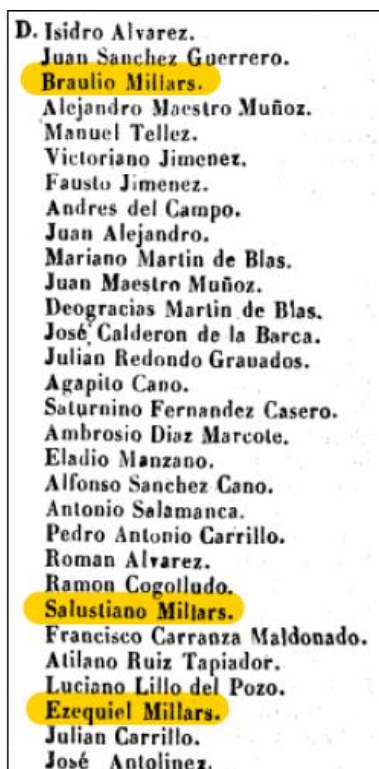 D. Isidro Alvarez.
Juan Sanchez Guerrero.
Braulio Millars.
Alejandro Maestro Muñoz.
Manuel Tellez.
Victoriano Jimenez.
Fausto Jimenez.
Andres del Campo.
Juan Alejandro.
Mariano Martin de Blas.
Juan Maestro Muñoz.
Deogracias Martin de Blas.
José Calderon de la Barca.
Julian Redondo Granados.
Agapito Cano.
Saturnino Fernandez Casero.
Ambrosio Diaz Marcote.
Eladio Manzano.
Alfonso Sanchez Cano.
Antonio Salamanca.
Pedro Antonio Carrillo.
Roman Alvarez.
Ramon Cogolludo.
Salustiano Millars.
Francisco Carranza Maldonado.
Atilano Ruiz Tapiador.
Luciano Lillo del Pozo.
Ezequiel Millars.
Julian Carrillo.
José Antolinez.